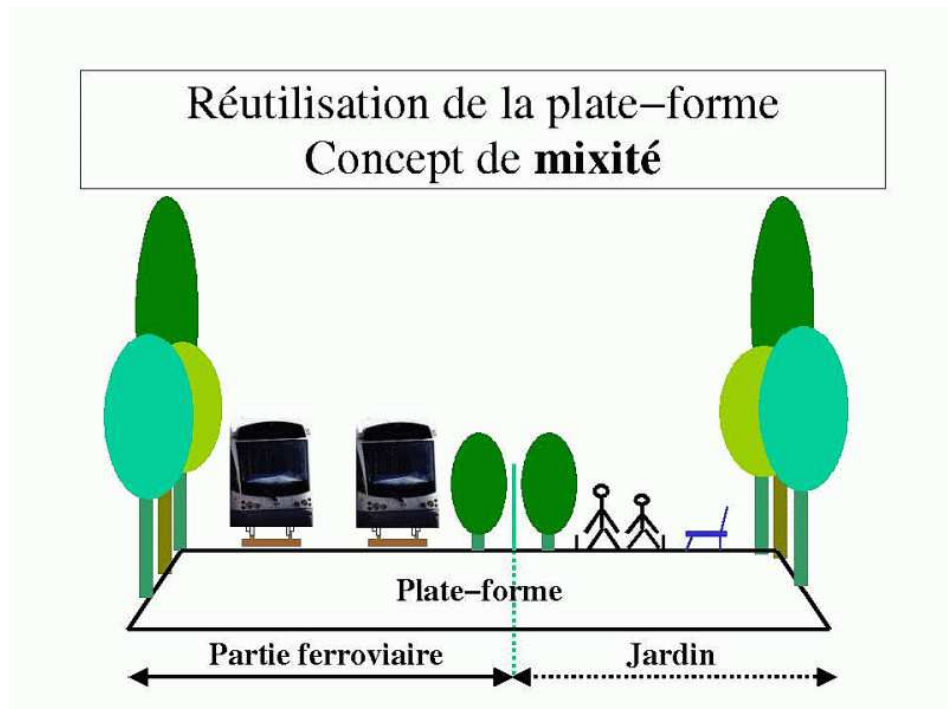 Réutilisation de la plate-forme
Concept de mixité
Plate-forme
Partie ferroviaire
Jardin